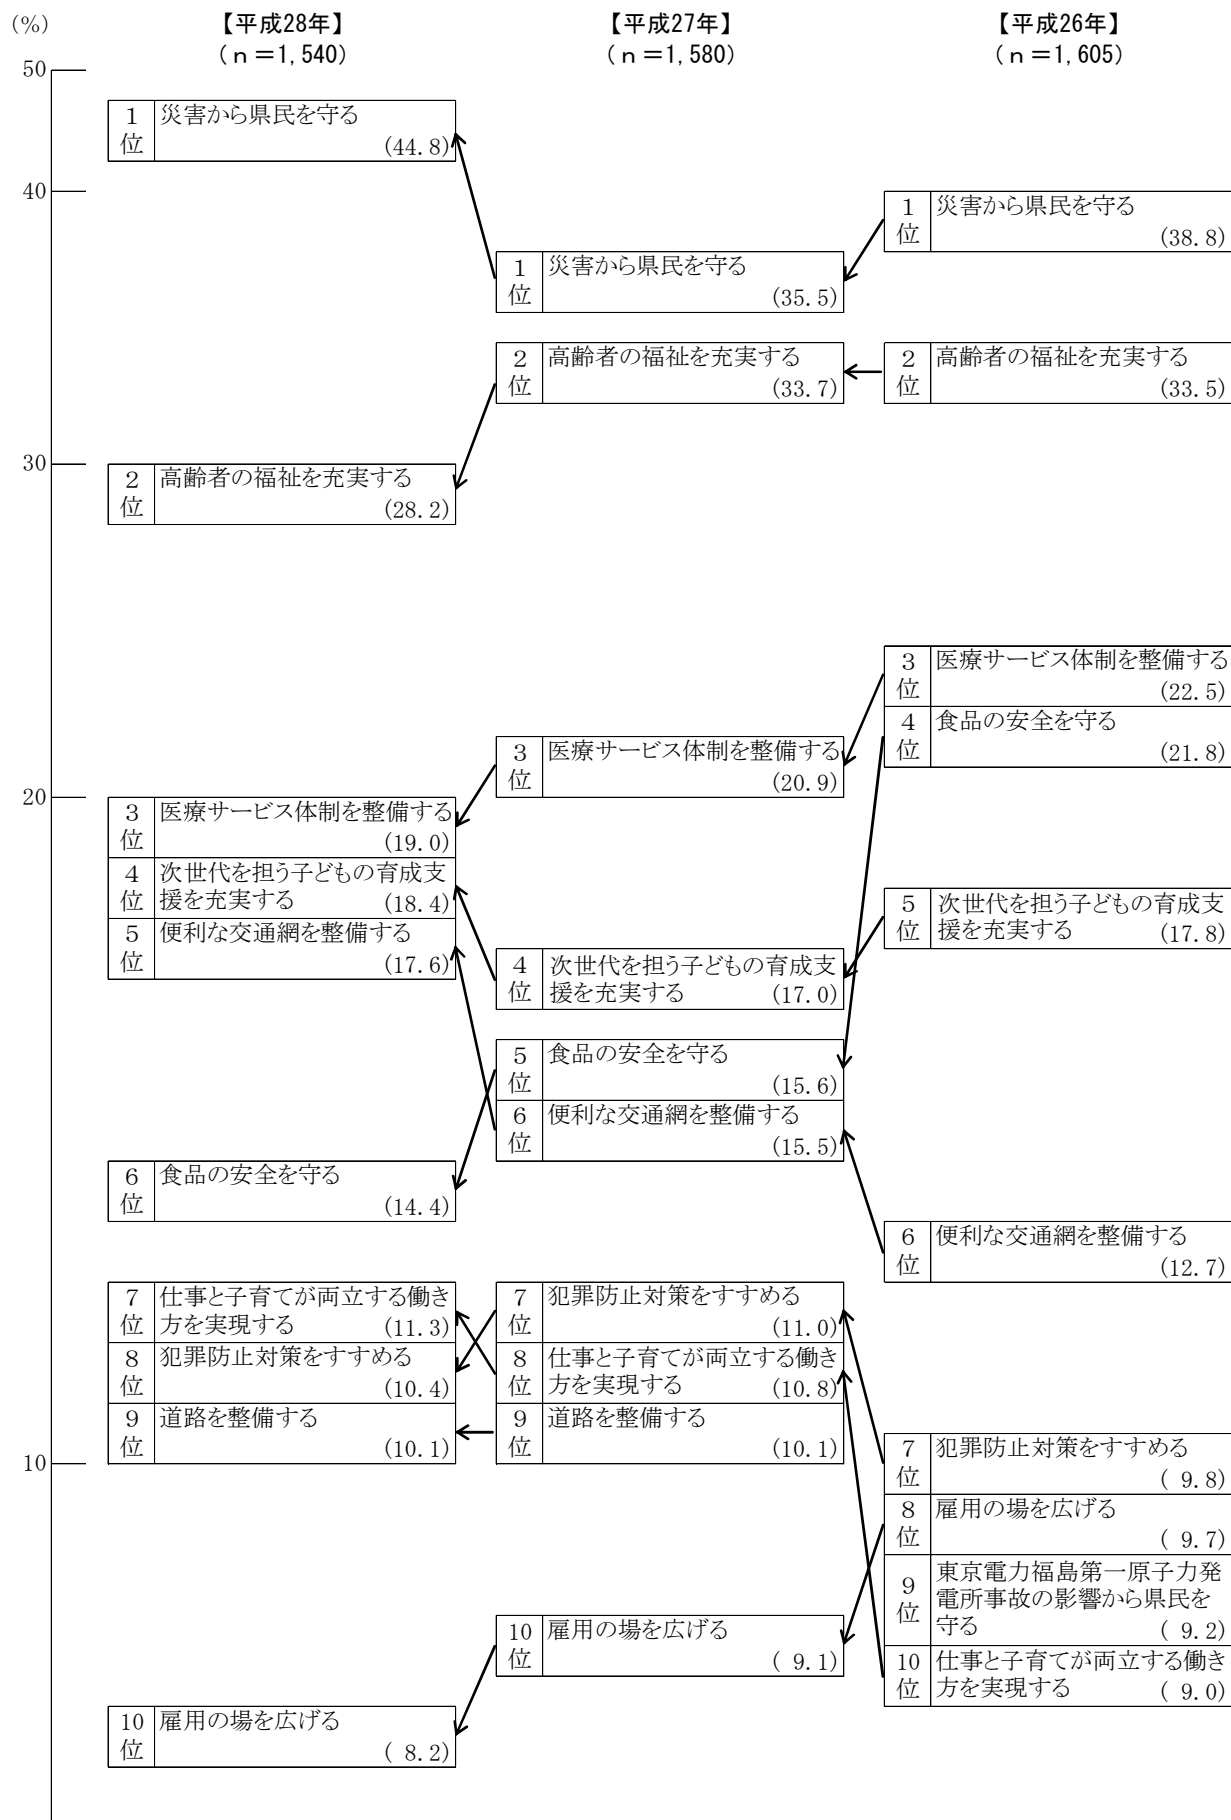 (%)
【平成28年】
(ｎ=1,540)
【平成27年】
(ｎ=1,580)
【平成26年】
(ｎ=1,605)
50
40
30
20
10
1位
災害から県民を守る
(44.8)
2位
高齢者の福祉を充実する
(28.2)
3位
医療サービス体制を整備する
(19.0)
4位
次世代を担う子どもの育成支
援を充実する (18.4)
5位
便利な交通網を整備する
(17.6)
6位
食品の安全を守る
(14.4)
7位
仕事と子育てが両立する働き
方を実現する (11.3)
8位
犯罪防止対策をすすめる
(10.4)
9位
道路を整備する
(10.1)
10位
雇用の場を広げる
( 8.2)
1位
災害から県民を守る
(35.5)
2位
高齢者の福祉を充実する
(33.7)
3位
医療サービス体制を整備する
(20.9)
4位
次世代を担う子どもの育成支
援を充実する (17.0)
5位
食品の安全を守る
(15.6)
6位
便利な交通網を整備する
(15.5)
7位
犯罪防止対策をすすめる
(11.0)
8位
仕事と子育てが両立する働き
方を実現する (10.8)
9位
道路を整備する
(10.1)
10位
雇用の場を広げる
( 9.1)
1位
災害から県民を守る
(38.8)
2位
高齢者の福祉を充実する
(33.5)
3位
医療サービス体制を整備する
(22.5)
4位
食品の安全を守る
(21.8)
5位
次世代を担う子どもの育成支
援を充実する (17.8)
6位
便利な交通網を整備する
(12.7)
7位
犯罪防止対策をすすめる
( 9.8)
8位
雇用の場を広げる
( 9.7)
9位
東京電力福島第一原子力発
電所事故の影響から県民を
守る ( 9.2)
10位
仕事と子育てが両立する働き
方を実現する ( 9.0)